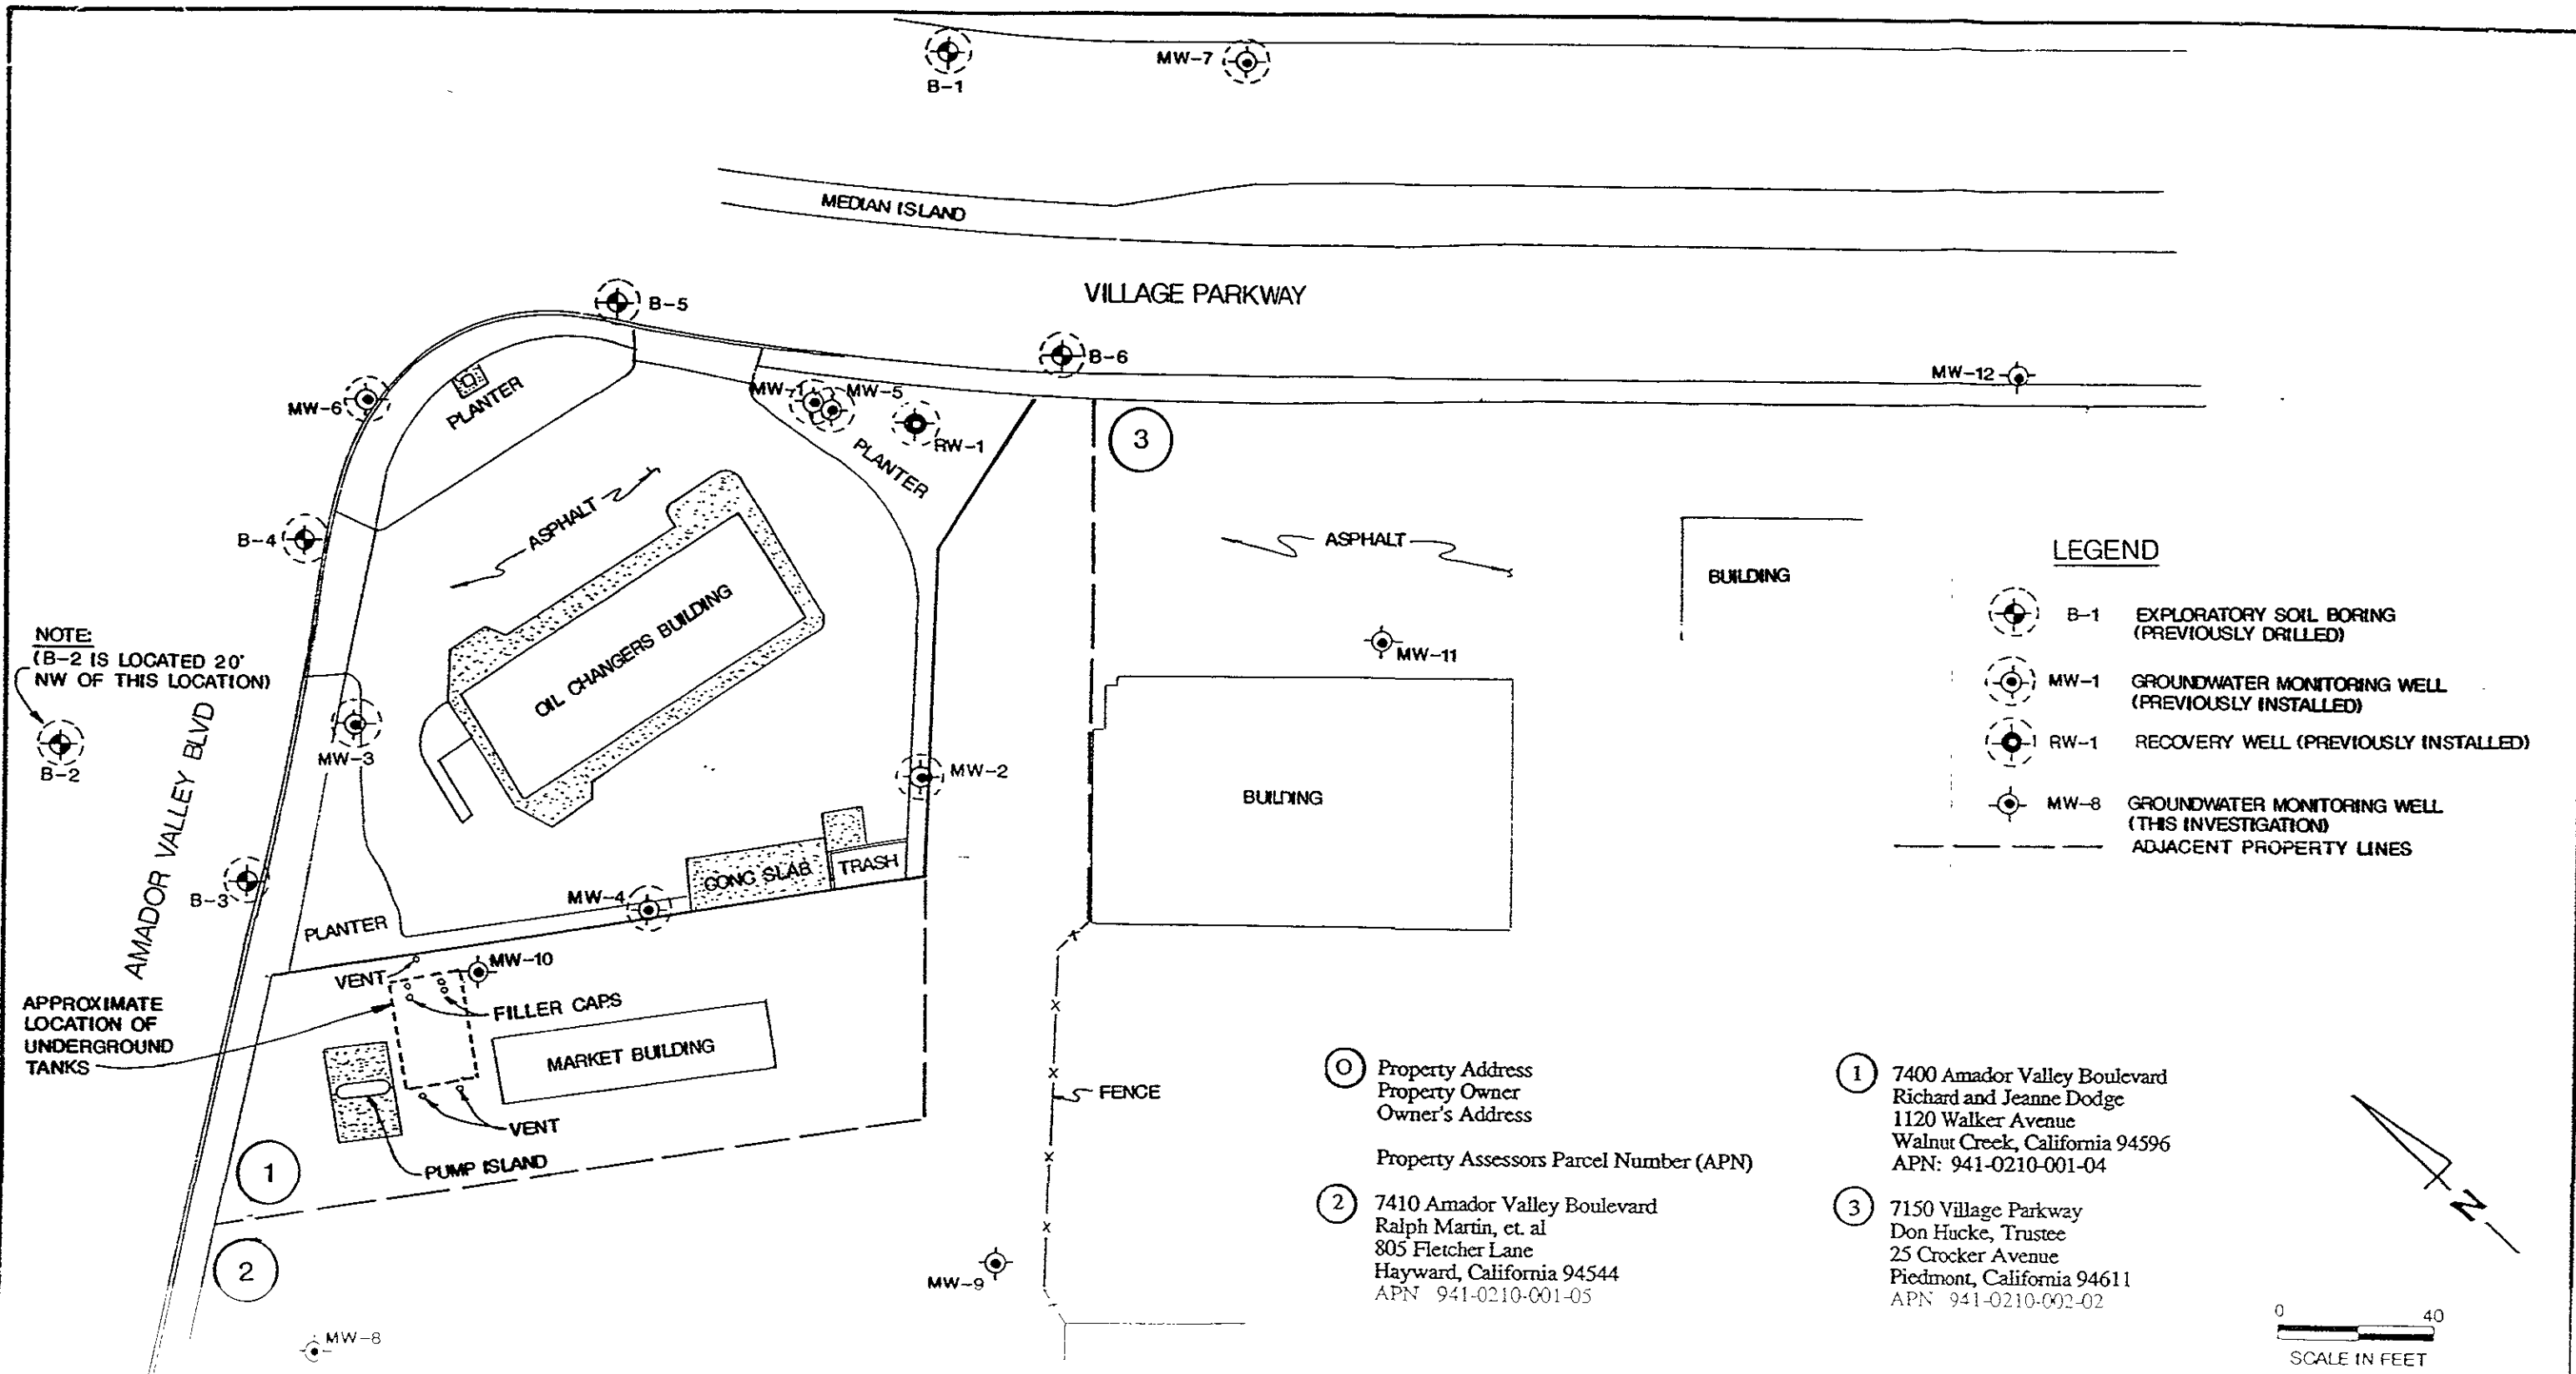 B-1
MW-7
MEDIAN ISLAND
VILLAGE PARKWAY
B-5
B-6
MW-12
MW-6
PLANTER
MW-1
MW-5
RW-1
PLANTER
3
ASPHALT
B-4
ASPHALT
BUILDING
OIL CHANGERS BUILDING
MW-11
NOTE:
(B-2 IS LOCATED 20'
NW OF THIS LOCATION)
B-2
AMADOR VALLEY BLVD
MW-3
MW-2
BUILDING
B-3
MW-4
CONC SLAB
TRASH
PLANTER
VENT
MW-10
FILLER CAPS
APPROXIMATE
LOCATION OF
UNDERGROUND
TANKS
MARKET BUILDING
VENT
PUMP ISLAND
FENCE
1
2
MW-8
MW-9
LEGEND
B-1 EXPLORATORY SOIL BORING
(PREVIOUSLY DRILLED)
MW-1 GROUNDWATER MONITORING WELL
(PREVIOUSLY INSTALLED)
RW-1 RECOVERY WELL (PREVIOUSLY INSTALLED)
MW-8 GROUNDWATER MONITORING WELL
(THIS INVESTIGATION)
ADJACENT PROPERTY LINES
O Property Address
Property Owner
Owner's Address
Property Assessors Parcel Number (APN)
1 7400 Amador Valley Boulevard
Richard and Jeanne Dodge
1120 Walker Avenue
Walnut Creek, California 94596
APN: 941-0210-001-04
2 7410 Amador Valley Boulevard
Ralph Martin, et. al
805 Fletcher Lane
Hayward, California 94544
APN 941-0210-001-05
3 7150 Village Parkway
Don Hucke, Trustee
25 Crocker Avenue
Piedmont, California 94611
APN 941-0210-002-02
N
0 40
SCALE IN FEET